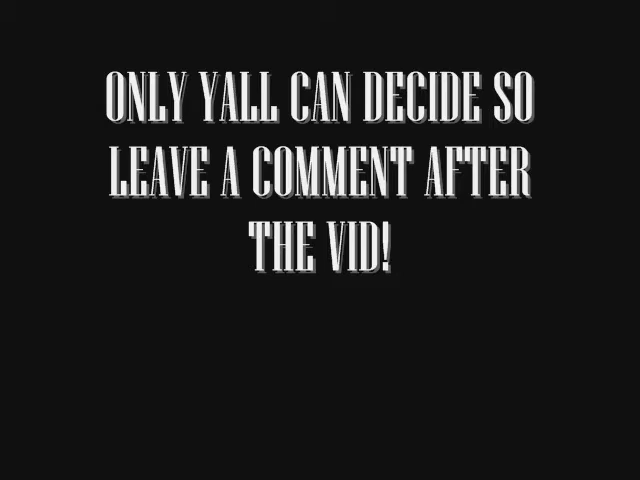 ONLY YALL CAN DECIDE SO
LEAVE A COMMENT AFTER
THE VID!